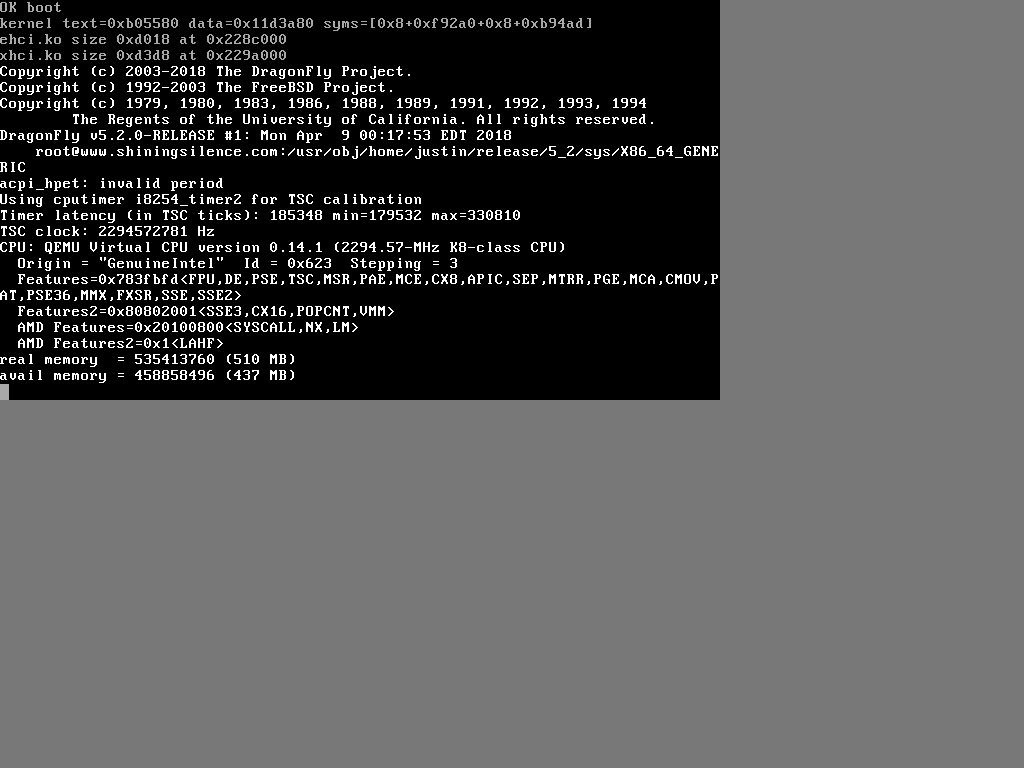 OK boot
kernel text=0xb05580 data=0x11d3a80 syms=[0x8+0xf92a0+0x8+0xb94ad]
ehci.ko size 0xd018 at 0x228c000
xhci.ko size 0xd3d8 at 0x229a000
Copyright (c) 2003-2018 The DragonFly Project.
Copyright (c) 1992-2003 The FreeBSD Project.
Copyright (c) 1979, 1980, 1983, 1986, 1988, 1989, 1991, 1992, 1993, 1994
        The Regents of the University of California. All rights reserved.
DragonFly v5.2.0-RELEASE #1: Mon Apr  9 00:17:53 EDT 2018
    root@www.shiningsilence.com:/usr/obj/home/justin/release/5_2/sys/X86_64_GENE
RIC
acpi_hpet: invalid period
Using cputimer i8254_timer2 for TSC calibration
Timer latency (in TSC ticks): 185348 min=179532 max=330810
TSC clock: 2294572781 Hz
CPU: QEMU Virtual CPU version 0.14.1 (2294.57-MHz K8-class CPU)
  Origin = "GenuineIntel"  Id = 0x623  Stepping = 3
  Features=0x783fbfd<FPU,DE,PSE,TSC,MSR,PAE,MCE,CX8,APIC,SEP,MTRR,PGE,MCA,CMOV,P
AT,PSE36,MMX,FXSR,SSE,SSE2>
  Features2=0x80802001<SSE3,CX16,POPCNT,VMM>
  AMD Features=0x20100800<SYSCALL,NX,LM>
  AMD Features2=0x1<LAHF>
real memory  = 535413760 (510 MB)
avail memory = 458858496 (437 MB)